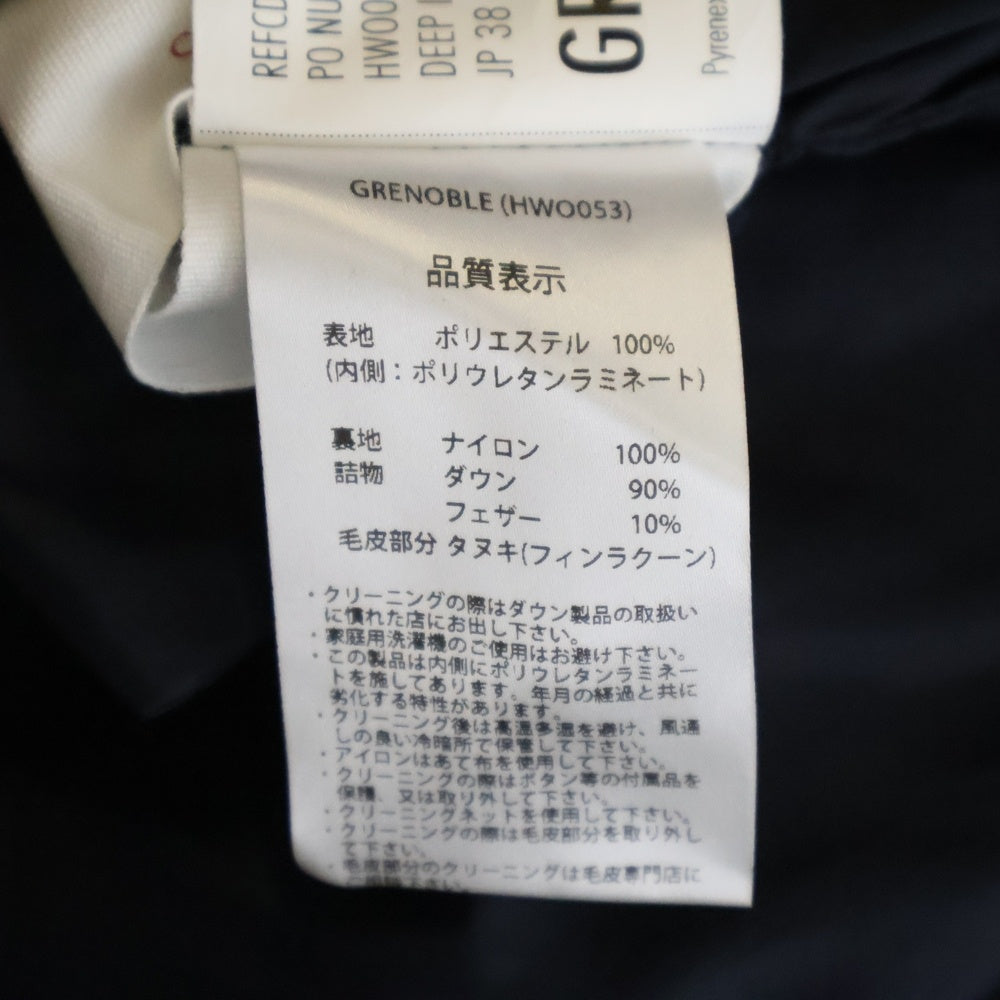 REFCD
PO NU
HWO0
DEEP
JP 38
GR
Pyrenex
GRENOBLE (HWO053)
品質表示
表地 ポリエステル 100%
(内側：ポリウレタンラミネート)
裏地 ナイロン 100%
詰物 ダウン 90%
フェザー 10%
毛皮部分 タヌキ(フィンラクーン)
・クリーニングの際はダウン製品の取扱い
に慣れた店にお出し下さい。
・家庭用洗濯機のご使用はお避け下さい。
・この製品は内側にポリウレタンラミネー
トを施してあります。年月の経過と共に
劣化する特性があります。
・クリーニング後は高温多湿を避け、風通
しの良い冷暗所で保管して下さい。
・アイロンはあて布を使用して下さい。
・クリーニングの際はボタン等の付属品を
保護、又は取り外して下さい。
・クリーニングネットを使用して下さい。
・クリーニングの際は毛皮部分を取り外し
て下さい。
・毛皮部分のクリーニングは毛皮専門店に